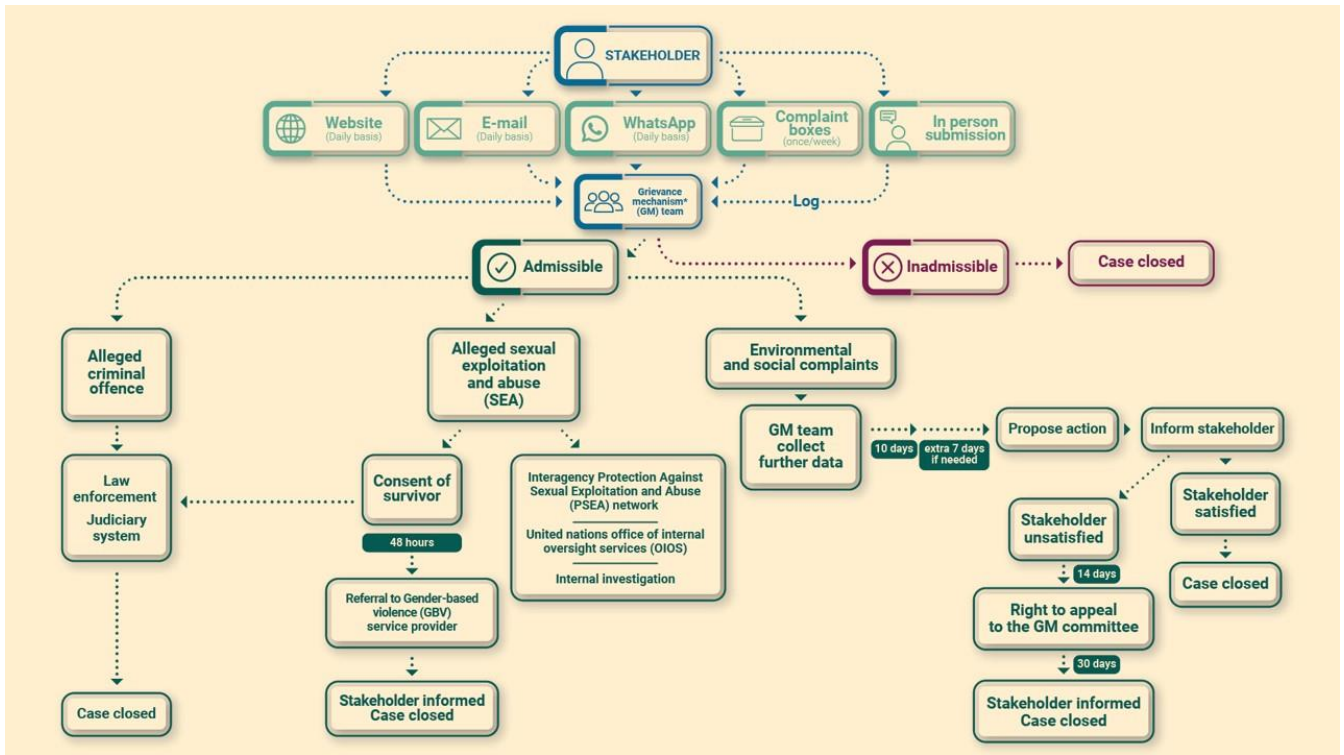 STAKEHOLDER
Website
(Daily basis)
E-mail
(Daily basis)
WhatsApp
(Daily basis)
Complaint
boxes
(once/week)
In person
submission
Grievance
mechanism*
(GM) team
Log
Admissible
Inadmissible
Case closed
Alleged
criminal
offence
Alleged sexual
exploitation
and abuse
(SEA)
Environmental
and social complaints
Law
enforcement
Judiciary
system
Consent of
survivor
48 hours
Interagency Protection Against
Sexual Exploitation and Abuse
(PSEA) network
United nations office of internal
oversight services (OIOS)
Internal investigation
GM team
collect
further data
10 days
extra 7 days
if needed
Propose action
Inform stakeholder
Stakeholder
satisfied
Case closed
Stakeholder
unsatisfied
14 days
Right to appeal
to the GM committee
30 days
Stakeholder informed
Case closed
Referral to Gender-based
violence (GBV)
service provider
Stakeholder informed
Case closed
Case closed